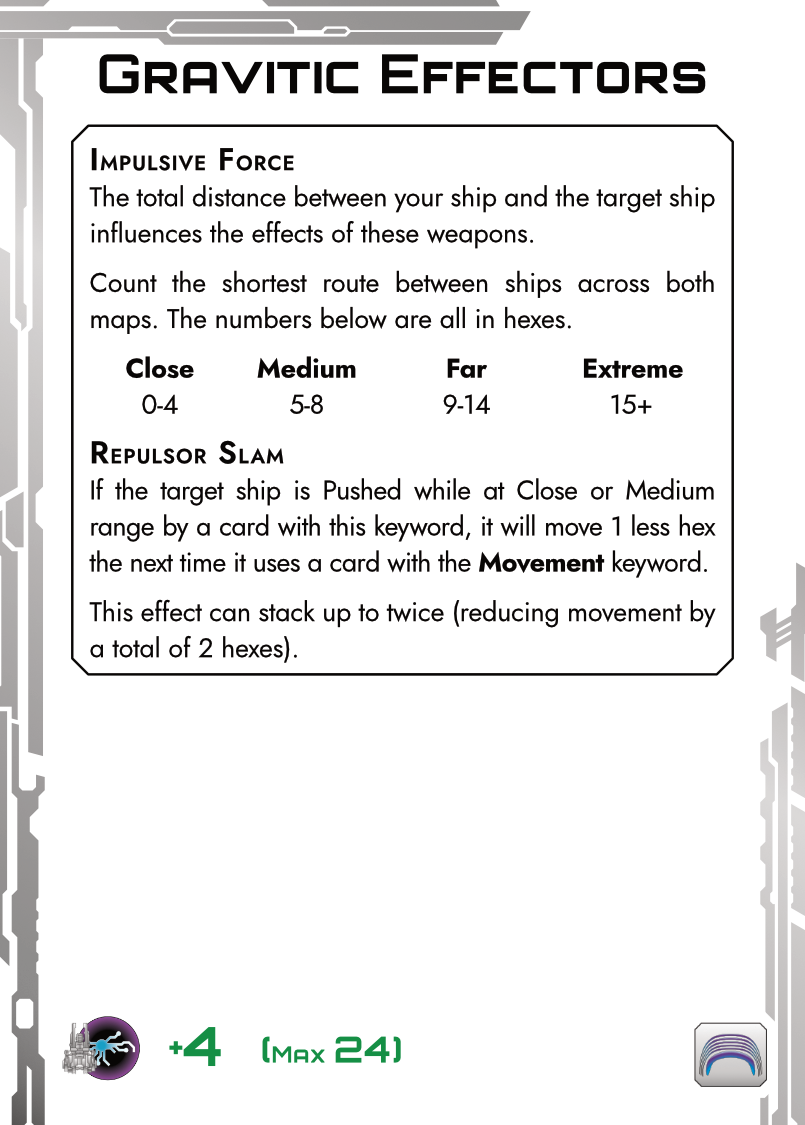 Gravitic Effectors
Impulsive Force
The total distance between your ship and the target ship
influences the effects of these weapons.
Count the shortest route between ships across both
maps. The numbers below are all in hexes.
Close Medium Far Extreme
0-4 5-8 9-14 15+
Repulsor Slam
If the target ship is Pushed while at Close or Medium
range by a card with this keyword, it will move 1 less hex
the next time it uses a card with the Movement keyword.
This effect can stack up to twice (reducing movement by
a total of 2 hexes).
+4 (Max 24)